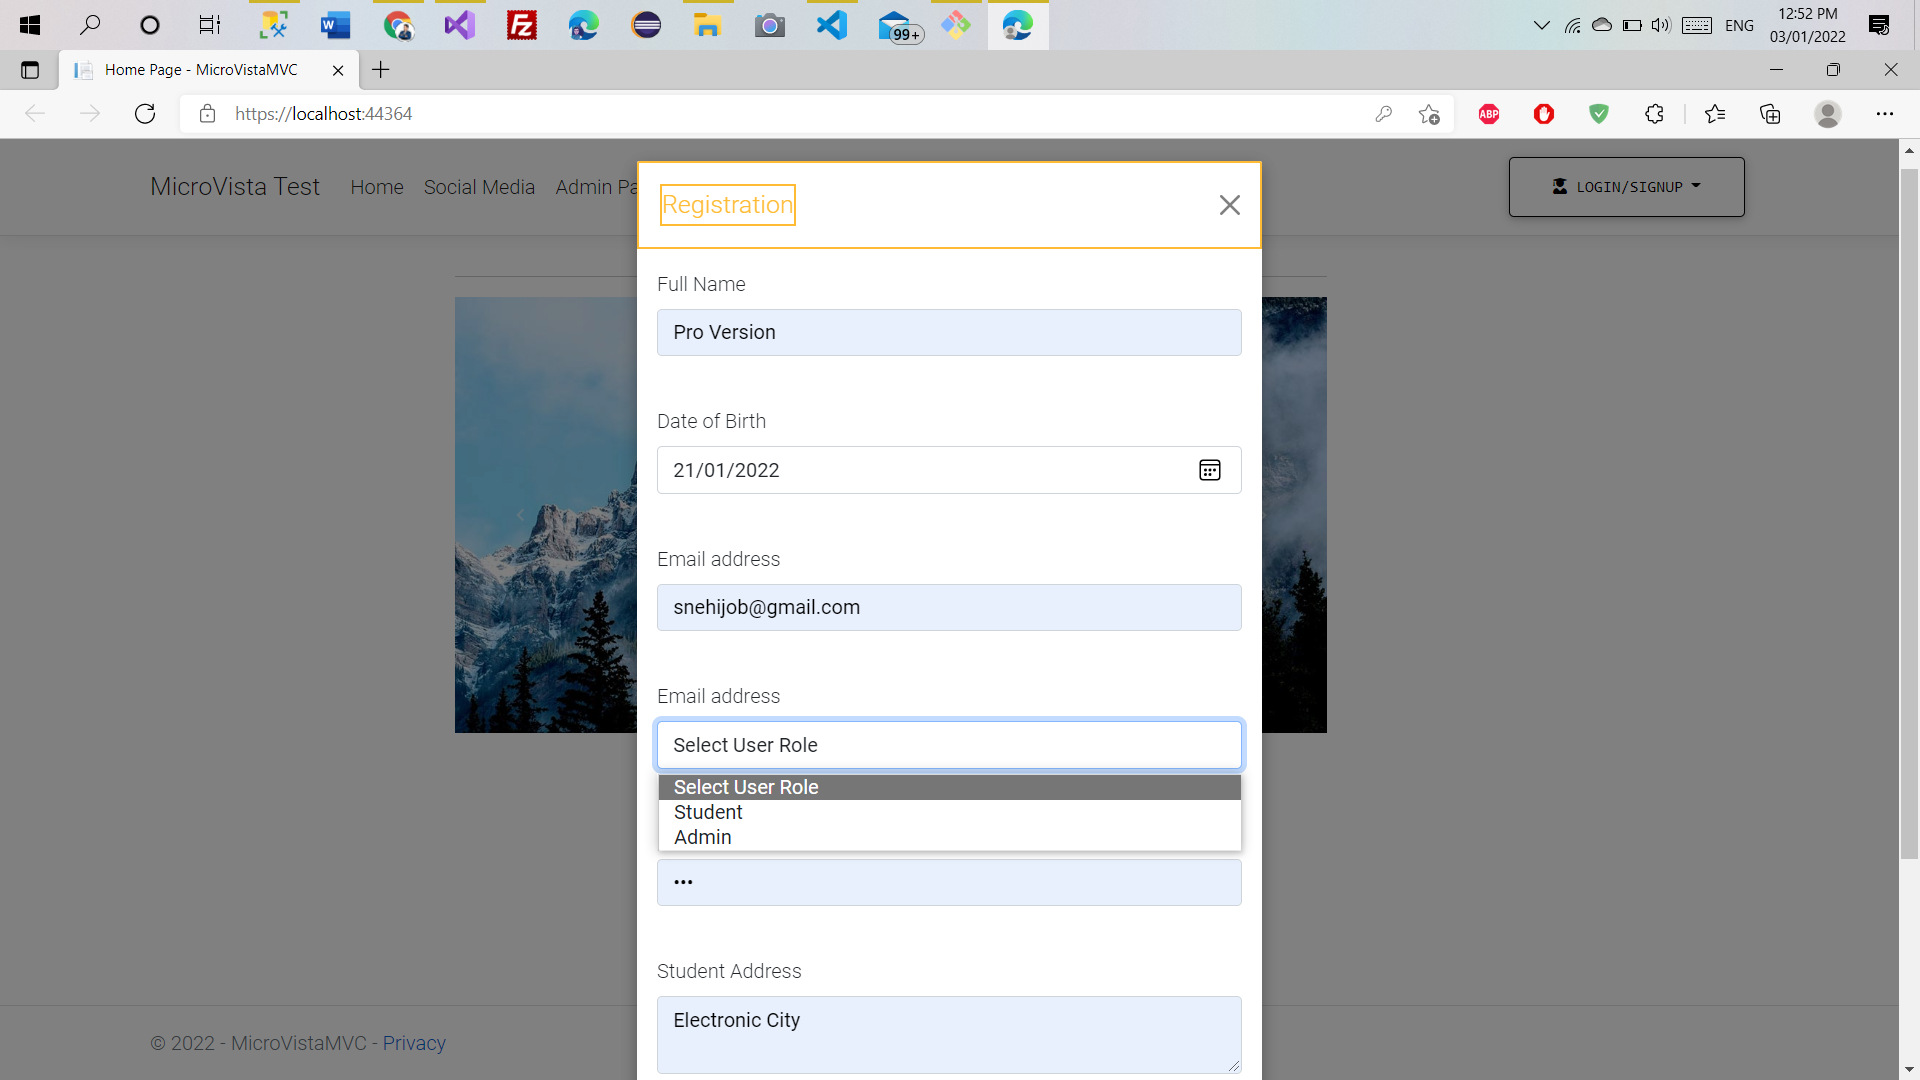 99+
ENG
12:52 PM
03/01/2022
Home Page - MicroVistaMVC
https://localhost:44364
ABP
MicroVista Test
Home
Social Media
Admin Pa
LOGIN/SIGNUP
Registration
Full Name
Pro Version
Date of Birth
21/01/2022
Email address
snehijob@gmail.com
Email address
Select User Role
Select User Role
Student
Admin
•••
Student Address
Electronic City
© 2022 - MicroVistaMVC - Privacy